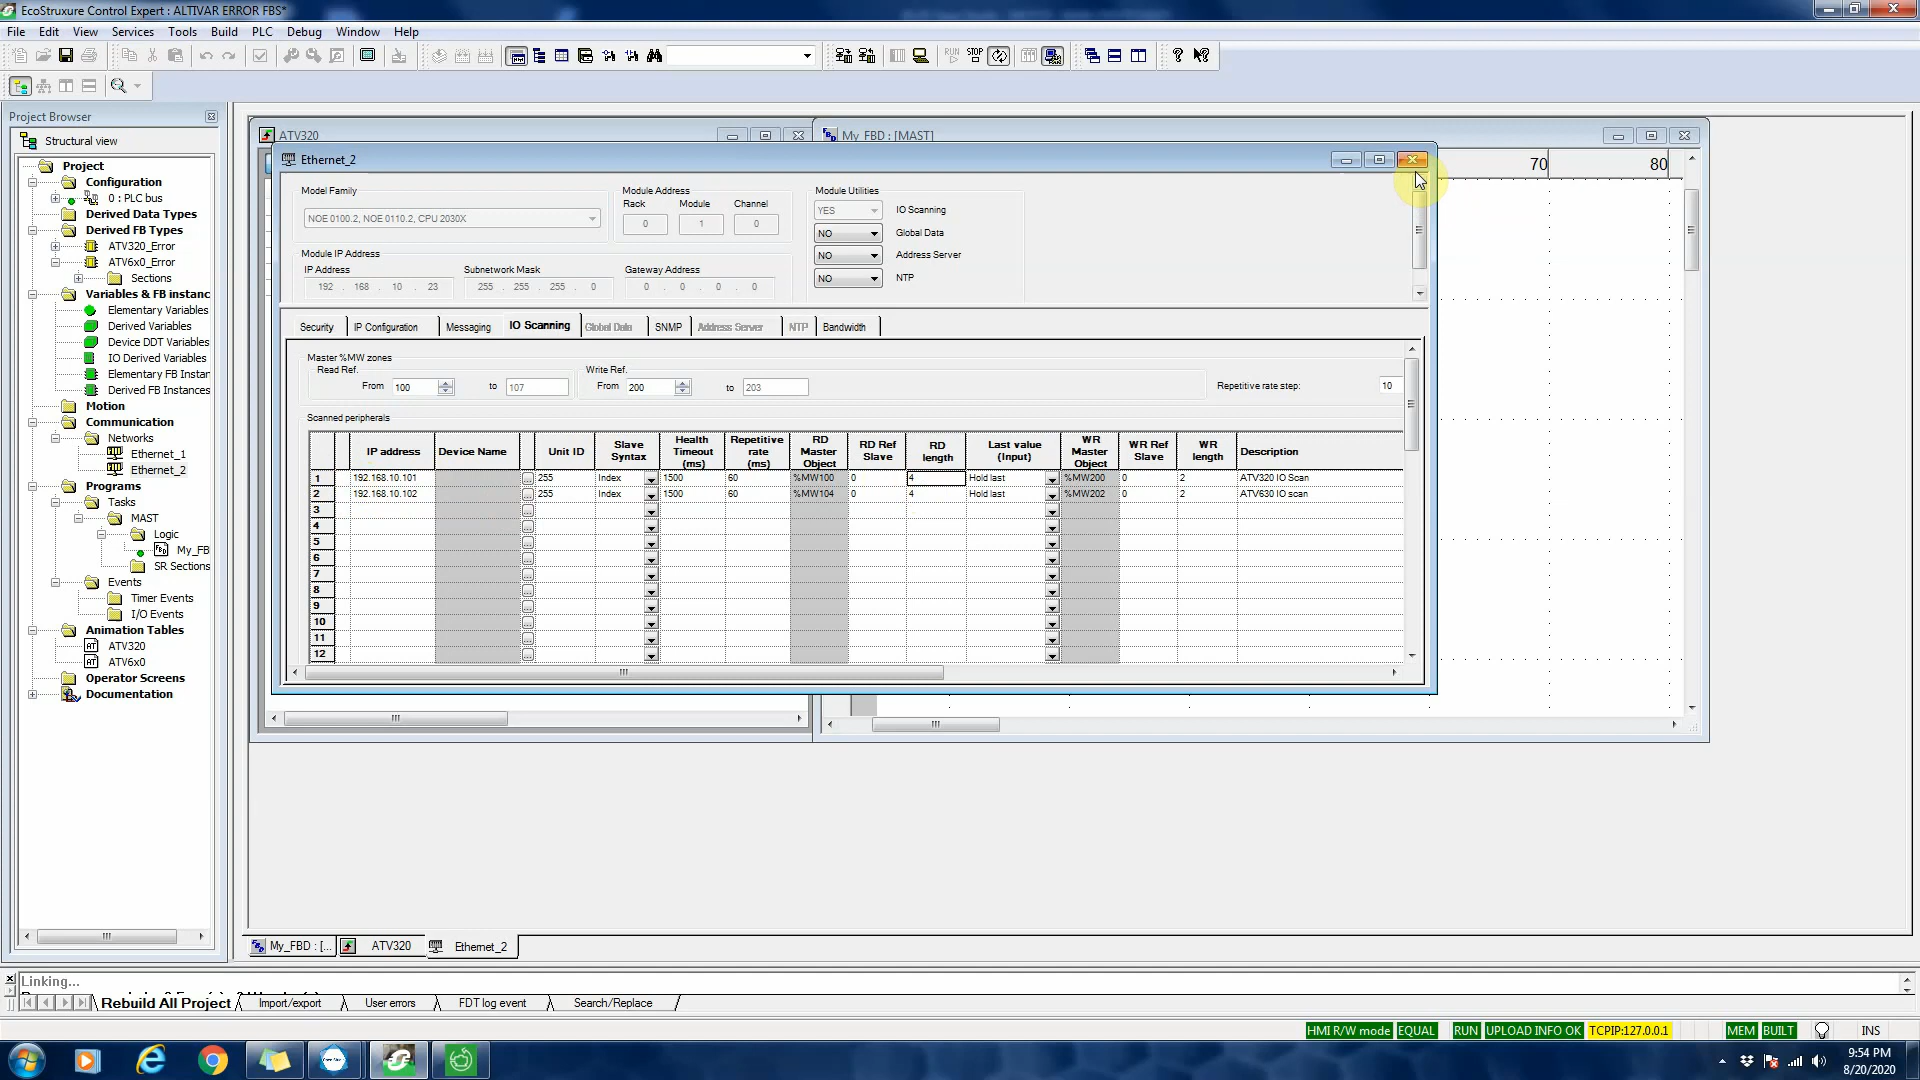 EcoStruxure Control Expert : ALTIVAR ERROR FBS*
File Edit View Services Tools Build PLC Debug Window Help
RUN STOP
Project Browser
Structural view
Project
Configuration
0 : PLC bus
Derived Data Types
Derived FB Types
ATV320_Error
ATV6x0_Error
Sections
Variables & FB instanc
Elementary Variables
Derived Variables
Device DDT Variables
IO Derived Variables
Elementary FB Instar
Derived FB Instances
Motion
Communication
Networks
Ethernet_1
Ethernet_2
Programs
Tasks
MAST
Logic
My_FB
SR Sections
Events
Timer Events
I/O Events
Animation Tables
ATV320
ATV6x0
Operator Screens
Documentation
ATV320
My_FBD : [MAST]
70 80
Ethernet_2
Model Family
NOE 0100.2, NOE 0110.2, CPU 2030X
Module Address
Rack Module Channel
0 1 0
Module Utilities
YES IO Scanning
NO Global Data
NO Address Server
NO NTP
Module IP Address
IP Address Subnetwork Mask Gateway Address
192 . 168 . 10 . 23 255 . 255 . 255 . 0 0 . 0 . 0 . 0
Security IP Configuration Messaging IO Scanning Global Data SNMP Address Server NTP Bandwidth
Master %MW zones
Read Ref. Write Ref.
From 100 to 107 From 200 to 203 Repetitive rate step: 10
Scanned peripherals
IP address Device Name Unit ID Slave Syntax Health Timeout (ms) Repetitive rate (ms) RD Master Object RD Ref Slave RD length Last value (Input) WR Master Object WR Ref Slave WR length Description
1 192.168.10.101 ... 255 Index 1500 60 %MW100 0 4 Hold last %MW200 0 2 ATV320 IO Scan
2 192.168.10.102 ... 255 Index 1500 60 %MW104 0 4 Hold last %MW202 0 2 ATV630 IO scan
3 ...
4 ...
5 ...
6 ...
7 ...
8 ...
9 ...
10 ...
11 ...
12 ...
My_FBD : [... ATV320 Ethernet_2
Linking...
Rebuild All Project Import/export User errors FDT log event Search/Replace
HMI R/W mode EQUAL RUN UPLOAD INFO OK TCPIP:127.0.0.1 MEM BUILT INS
9:54 PM
8/20/2020